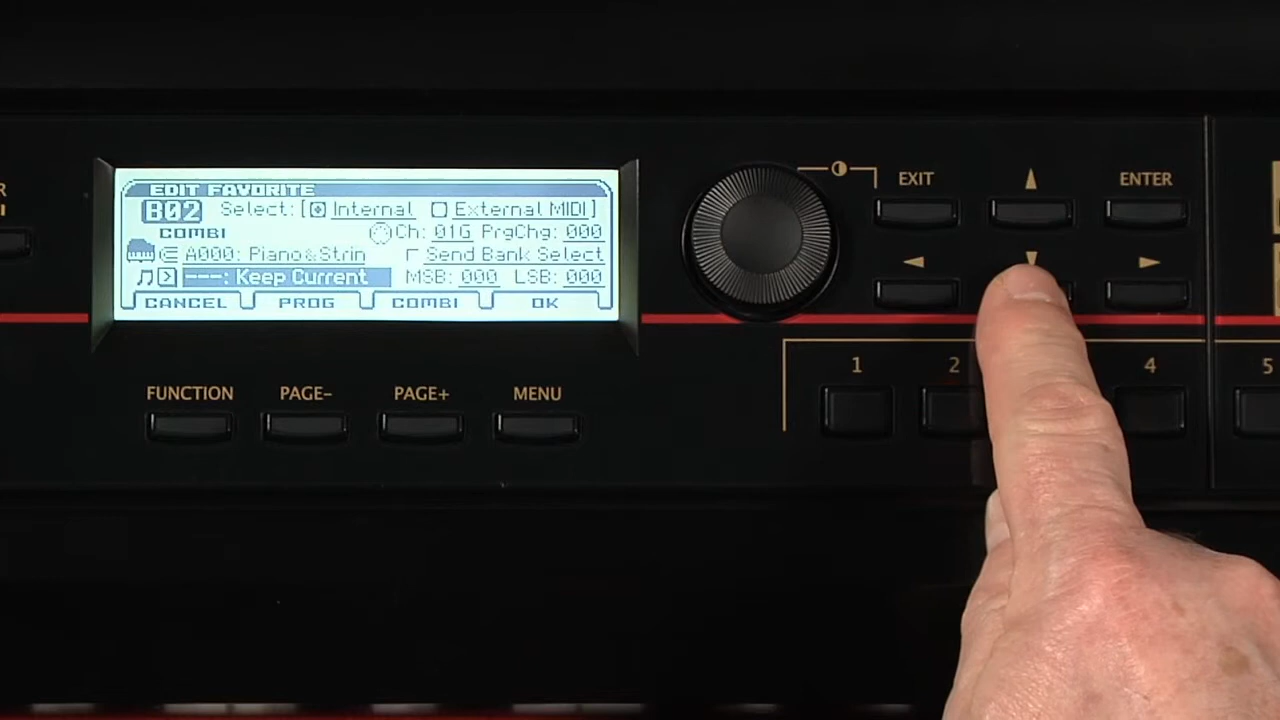 EDIT FAVORITE
B02 Select:[ Internal External MIDI]
COMBI Ch: 01G PrgChg: 000
A000: Piano&Strin Send Bank Select
---: Keep Current MSB: 000 LSB: 000
CANCEL PROG COMBI OK
EXIT ENTER
FUNCTION PAGE- PAGE+ MENU
1 2 4 5